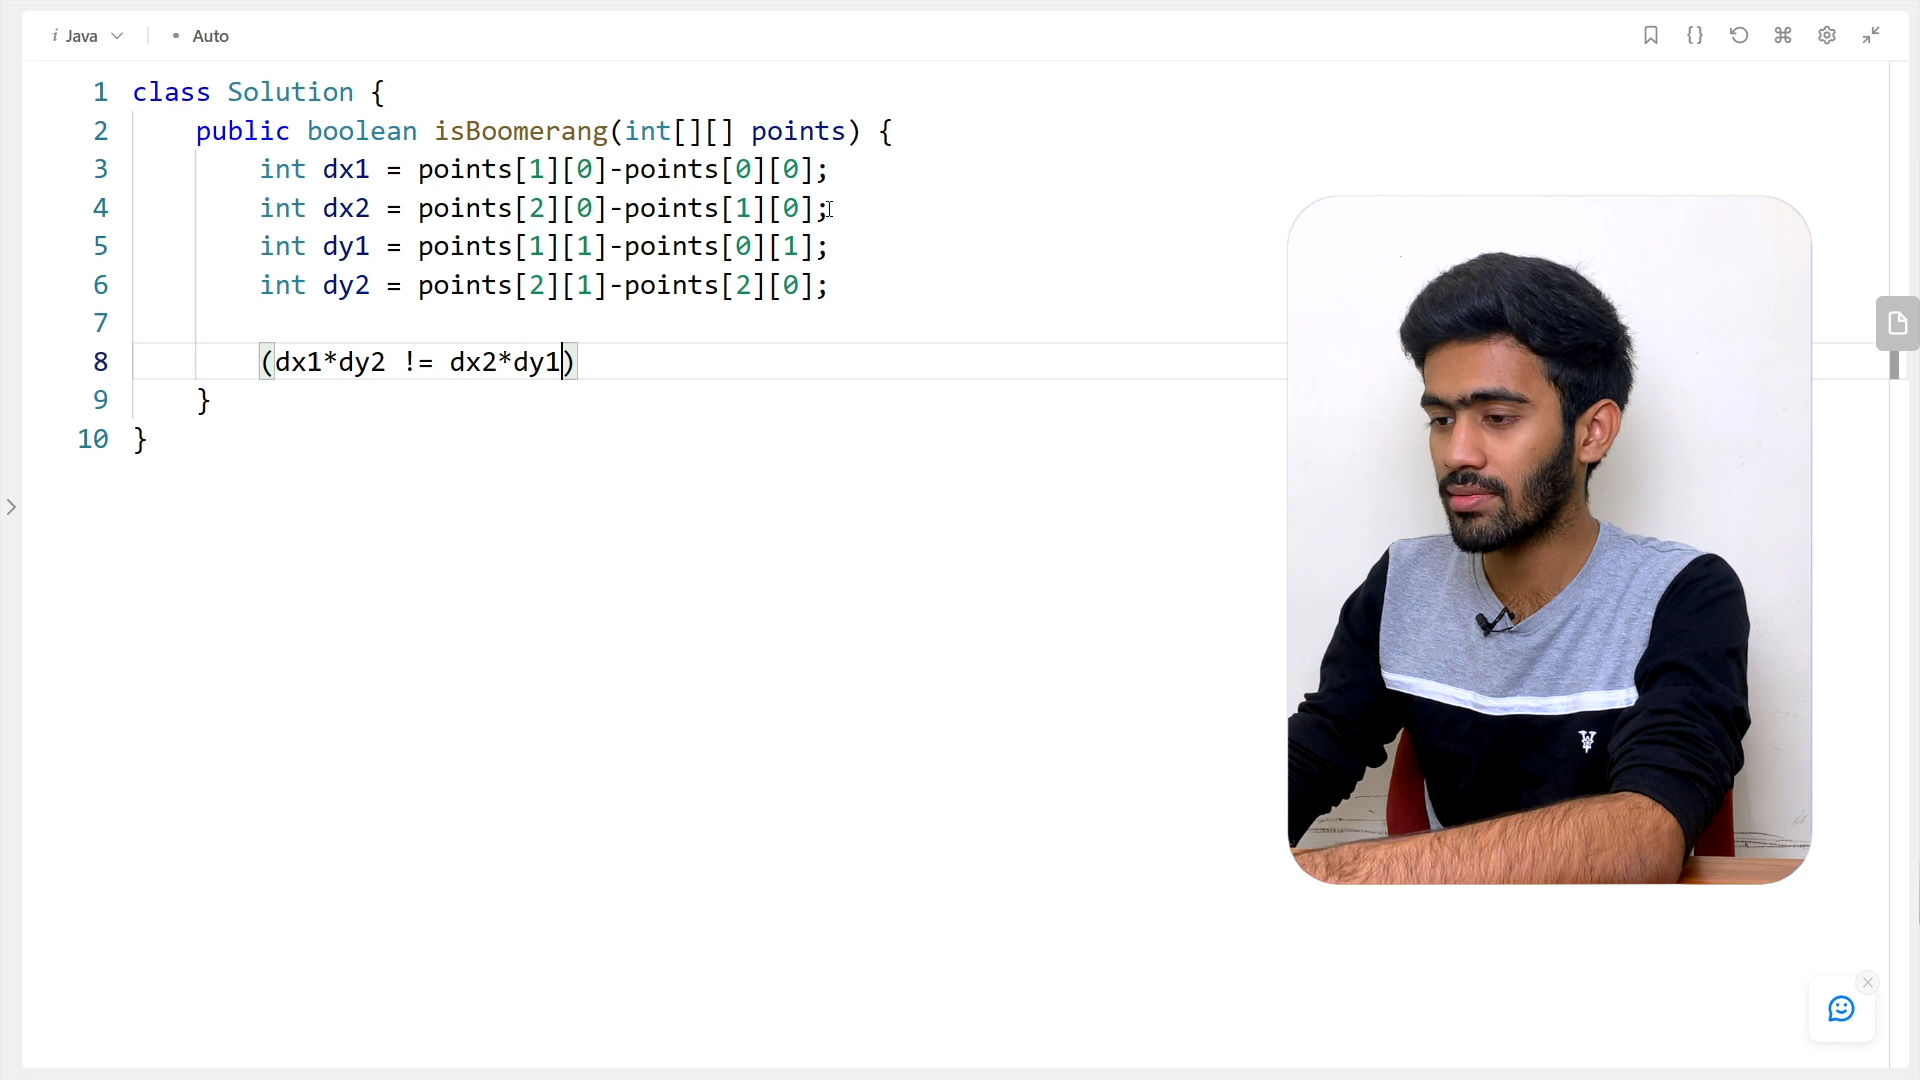 i Java Auto
1 class Solution {
2 public boolean isBoomerang(int[][] points) {
3 int dx1 = points[1][0]-points[0][0];
4 int dx2 = points[2][0]-points[1][0];
5 int dy1 = points[1][1]-points[0][1];
6 int dy2 = points[2][1]-points[2][0];
7
8 (dx1*dy2 != dx2*dy1)
9 }
10 }